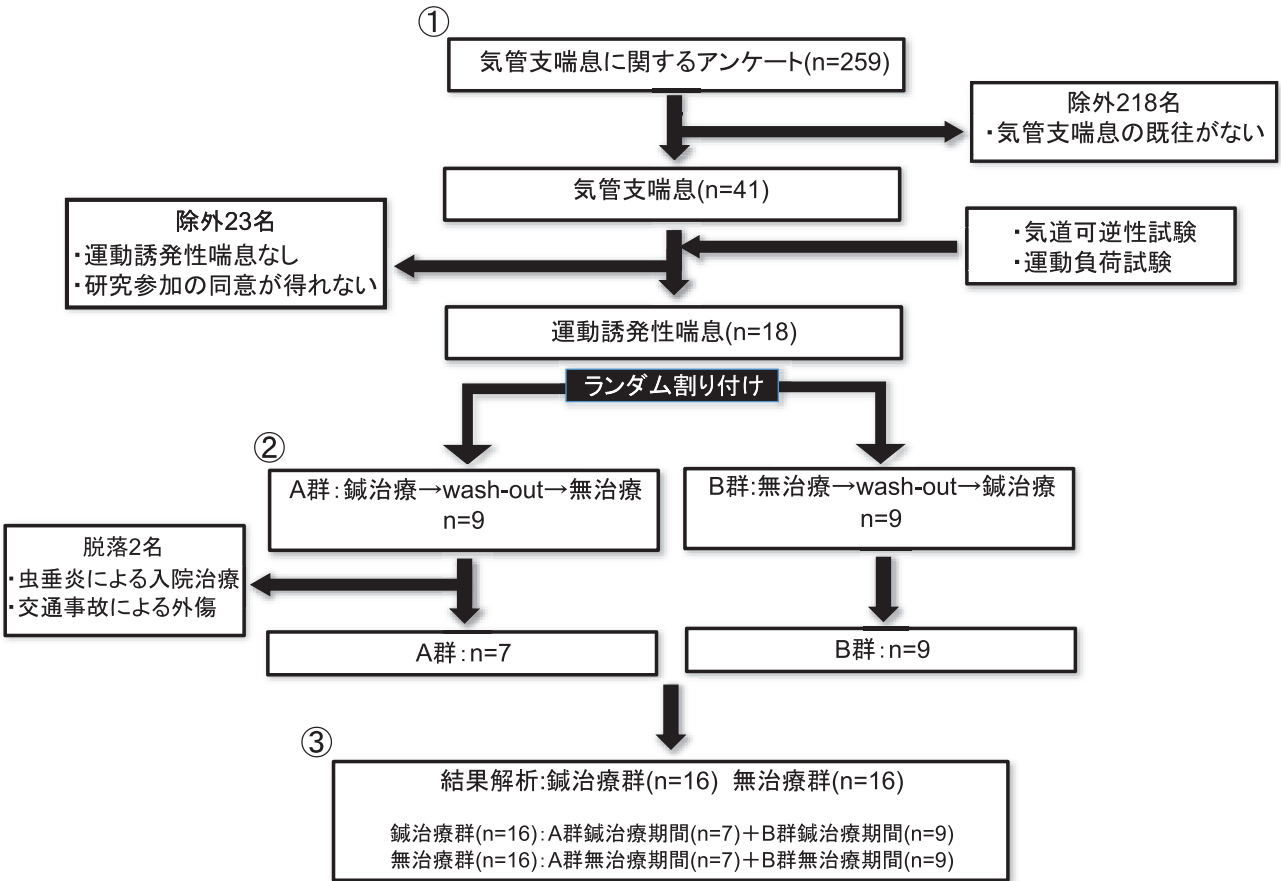 ①
気管支喘息に関するアンケート(n=259)
除外218名
・気管支喘息の既往がない
気管支喘息(n=41)
除外23名
・運動誘発性喘息なし
・研究参加の同意が得れない
・気道可逆性試験
・運動負荷試験
運動誘発性喘息(n=18)
ランダム割り付け
②
A群：鍼治療→wash-out→無治療
n=9
B群:無治療→wash-out→鍼治療
n=9
脱落2名
・虫垂炎による入院治療
・交通事故による外傷
A群：n=7
B群：n=9
③
結果解析:鍼治療群(n=16) 無治療群(n=16)
鍼治療群(n=16)：A群鍼治療期間(n=7)＋B群鍼治療期間(n=9)
無治療群(n=16)：A群無治療期間(n=7)＋B群無治療期間(n=9)